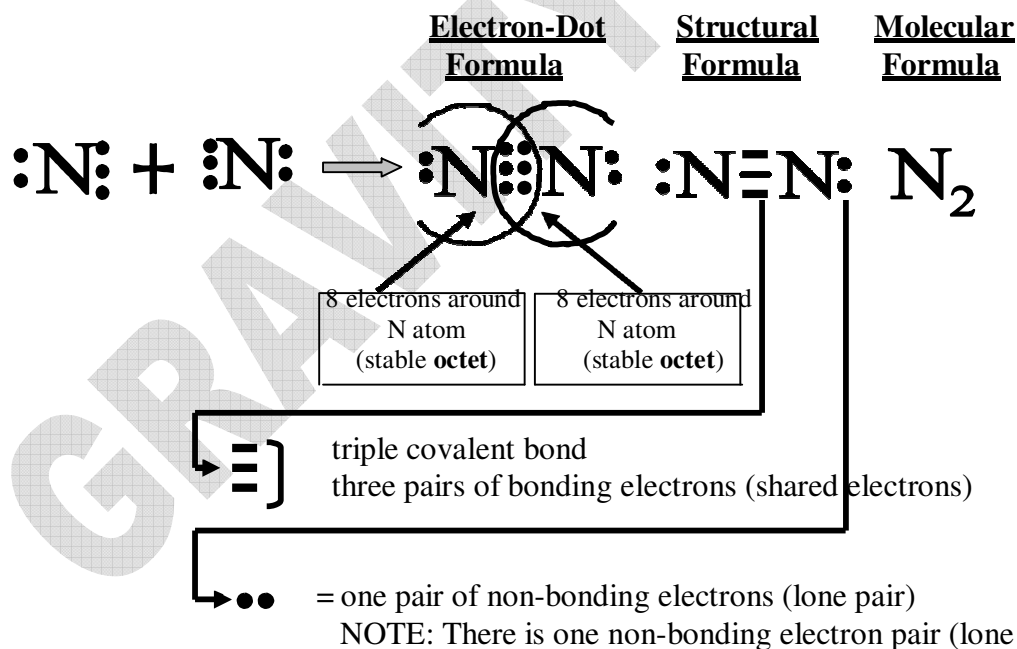 Electron-Dot Structural Molecular
Formula Formula Formula
:N⋮ + ⋮N: → :N⋮⋮N: :N≡N: N₂
8 electrons around 8 electrons around
N atom N atom
(stable octet) (stable octet)
triple covalent bond
three pairs of bonding electrons (shared electrons)
= one pair of non-bonding electrons (lone pair)
NOTE: There is one non-bonding electron pair (lone
GRAVITY